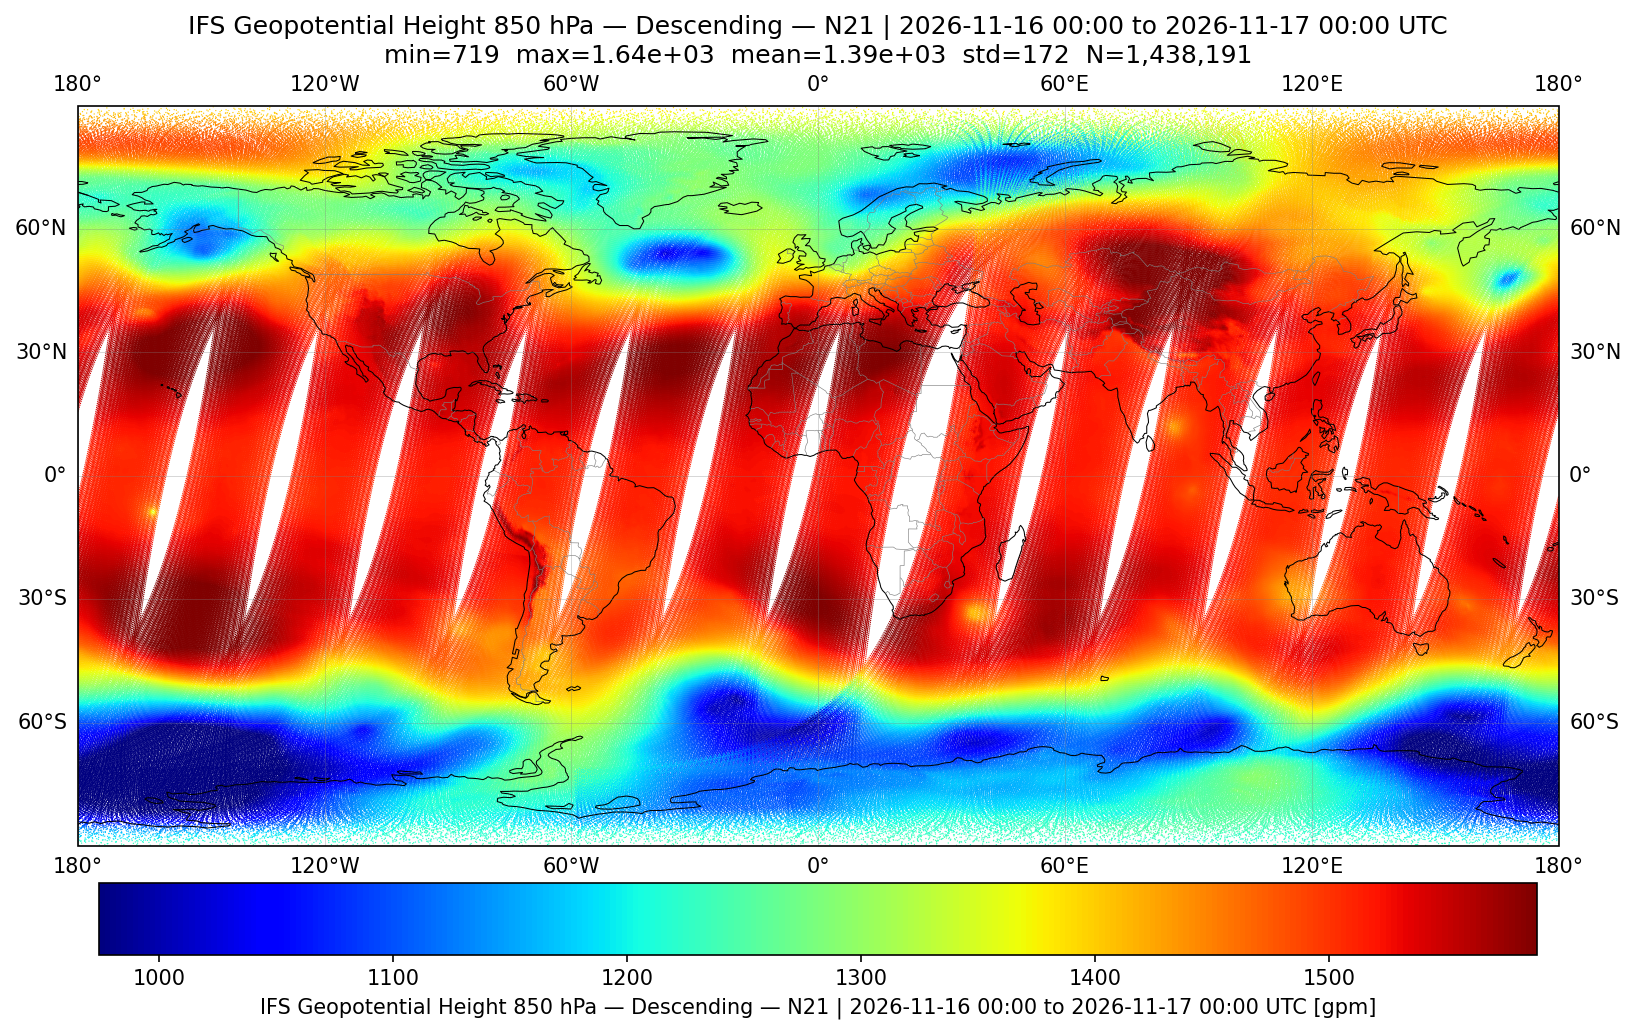 IFS Geopotential Height 850 hPa — Descending — N21 | 2026-11-16 00:00 to 2026-11-17 00:00 UTC
min=719 max=1.64e+03 mean=1.39e+03 std=172 N=1,438,191
180° 120°W 60°W 0° 60°E 120°E 180°
60°N 60°N
30°N 30°N
0° 0°
30°S 30°S
60°S 60°S
180° 120°W 60°W 0° 60°E 120°E 180°
1000 1100 1200 1300 1400 1500
IFS Geopotential Height 850 hPa — Descending — N21 | 2026-11-16 00:00 to 2026-11-17 00:00 UTC [gpm]